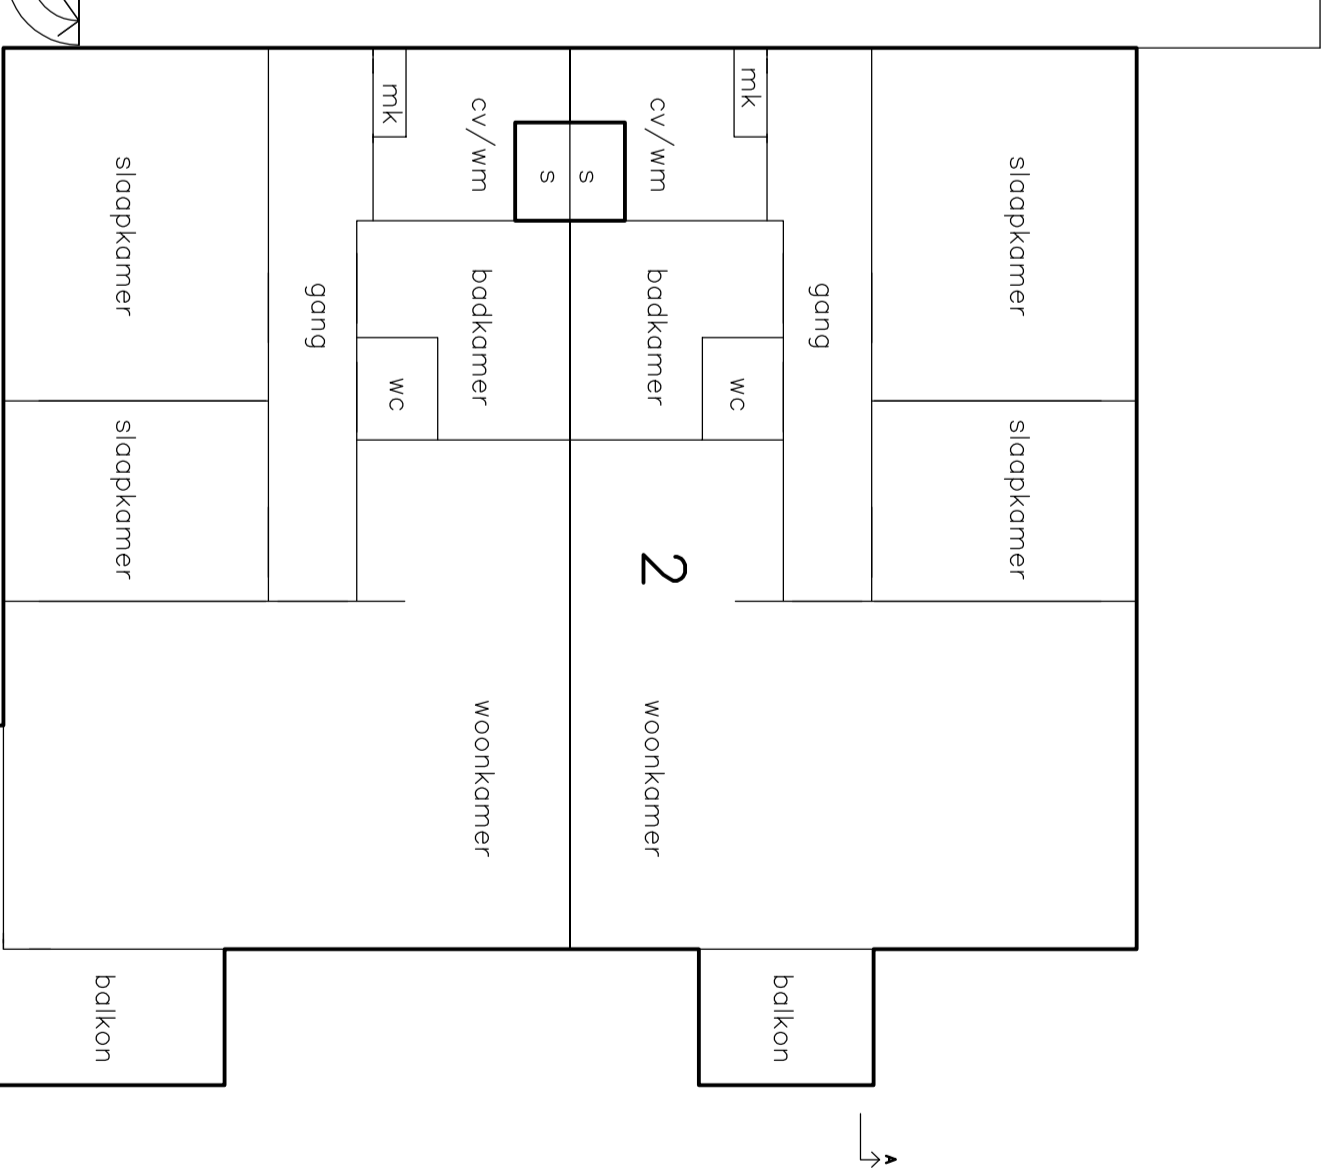 mk
mk
cv/wm
cv/wm
s
s
slaapkamer
slaapkamer
gang
badkamer
badkamer
gang
wc
wc
slaapkamer
slaapkamer
2
woonkamer
woonkamer
balkon
balkon
A